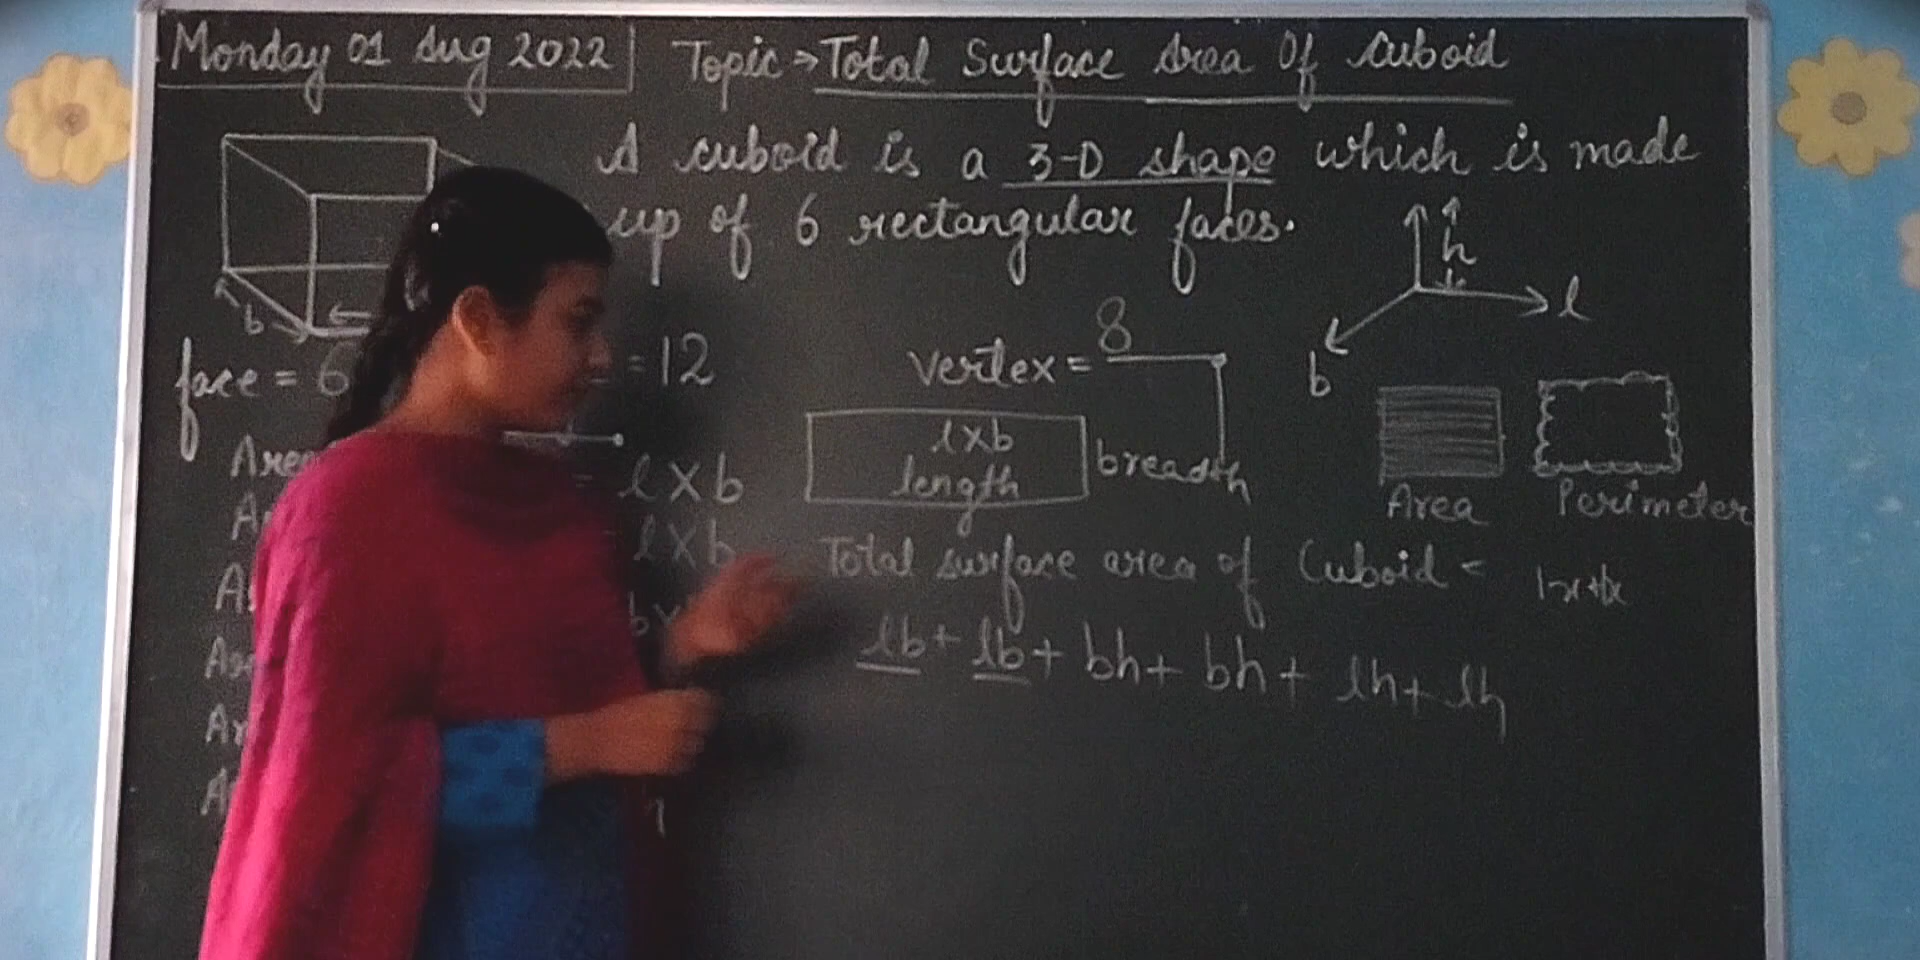 Monday 01 Aug 2022
Topic → Total Surface Area Of Cuboid
A cuboid is a 3-D shape which is made
up of 6 rectangular faces.
h
l
b
b
face = 6
= 12
vertex = 8
l×b
length
breadth
Area
Perimeter
= l×b
l×b
Total surface area of Cuboid =
lb + lb + bh + bh + lh + lh